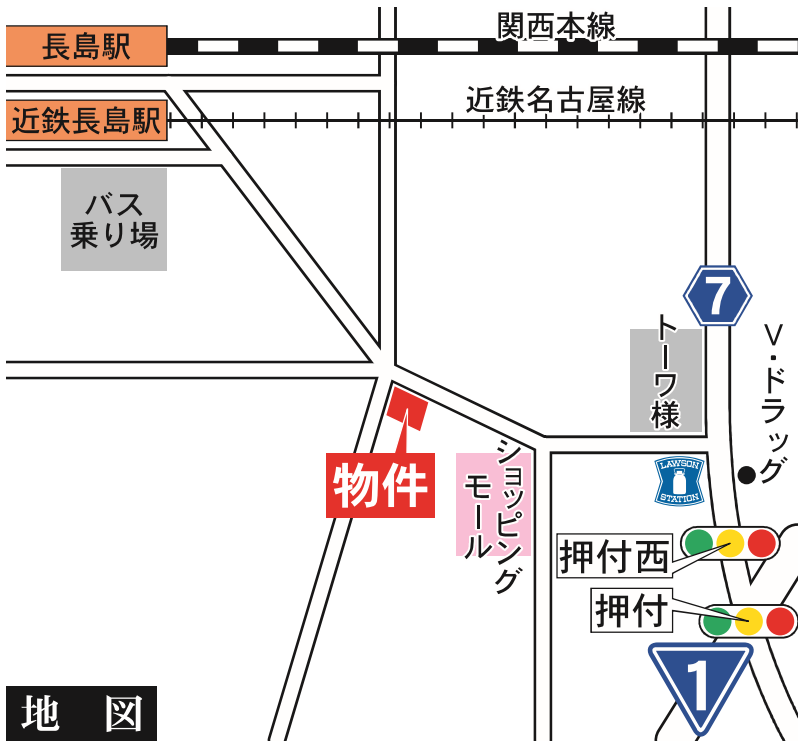 関西本線
長島駅
近鉄名古屋線
近鉄長島駅
バス
乗り場
7
トーワ様
V・ドラッグ
物件
ショッピング
モール
LAWSON
STATION
押付西
押付
1
地 図